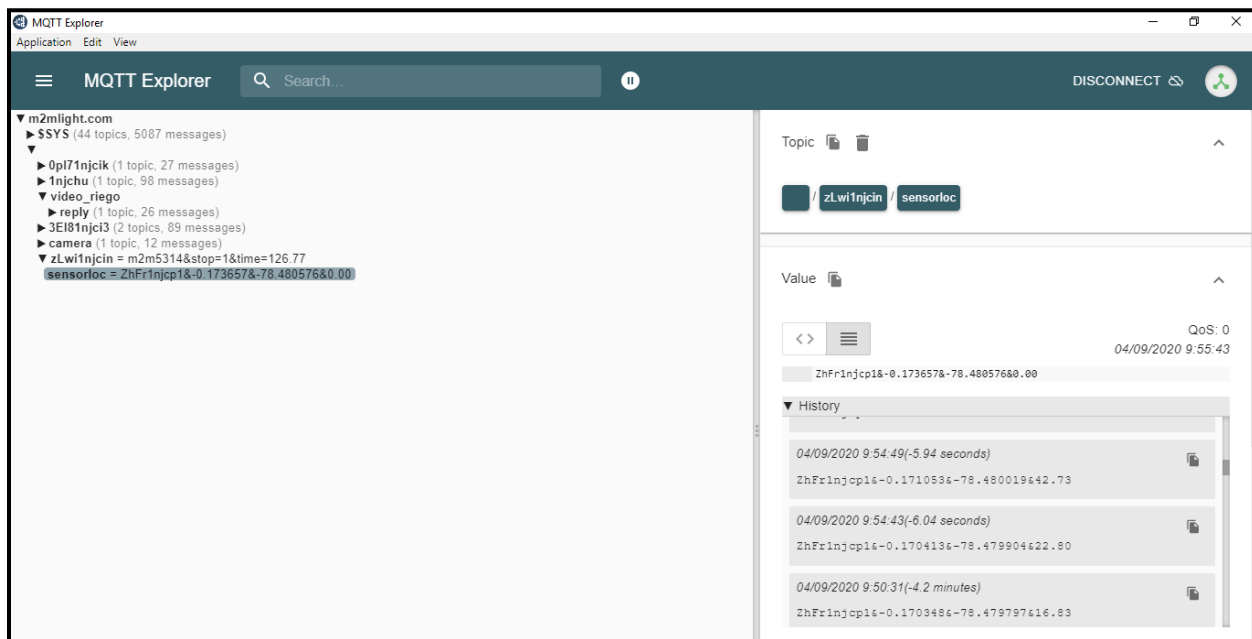 MQTT Explorer
Application Edit View
MQTT Explorer
Search...
DISCONNECT
▼ m2mlight.com
▶ $SYS (44 topics, 5087 messages)
▼
▶ 0pl71njcik (1 topic, 27 messages)
▶ 1njchu (1 topic, 98 messages)
▼ video_riego
▶ reply (1 topic, 26 messages)
▶ 3El81njci3 (2 topics, 89 messages)
▶ camera (1 topic, 12 messages)
▼ zLwi1njcin = m2m5314&stop=1&time=126.77
sensorloc = ZhFr1njcp1&-0.173657&-78.480576&0.00
Topic
/ zLwi1njcin / sensorloc
Value
QoS: 0
04/09/2020 9:55:43
ZhFr1njcp1&-0.173657&-78.480576&0.00
▼ History
04/09/2020 9:54:49(-5.94 seconds)
ZhFr1njcp1&-0.171053&-78.480019&42.73
04/09/2020 9:54:43(-6.04 seconds)
ZhFr1njcp1&-0.170413&-78.479904&22.80
04/09/2020 9:50:31(-4.2 minutes)
ZhFr1njcp1&-0.170348&-78.479797&16.83